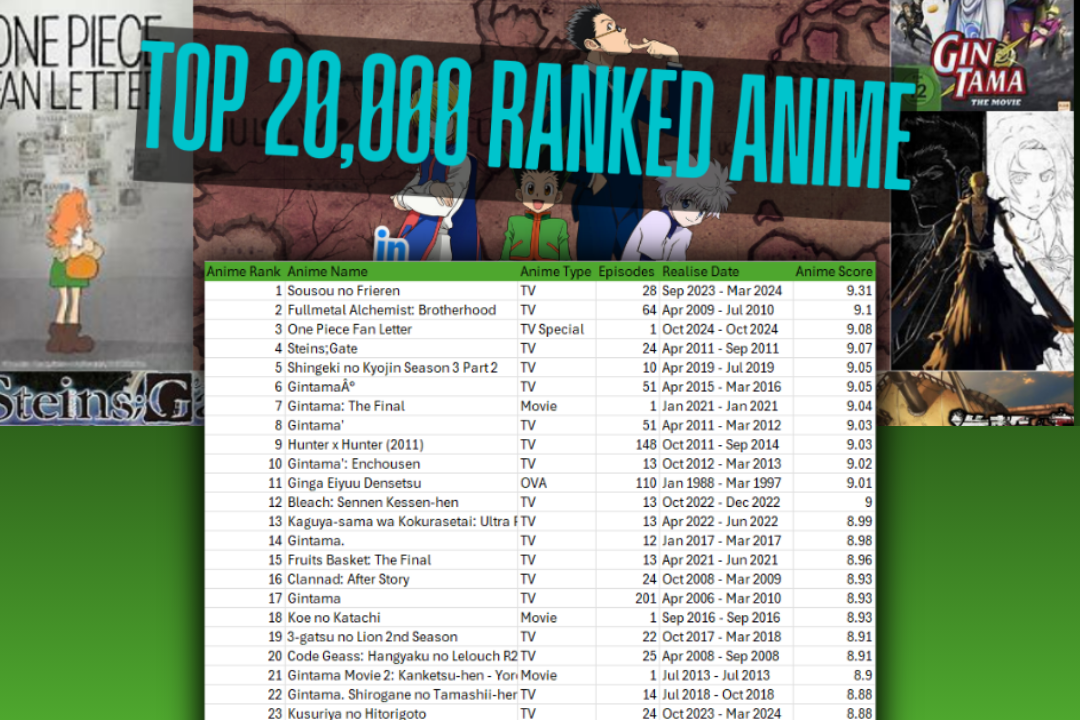 ONE PIECE
FAN LETTER
TOP 20,000 RANKED ANIME
GIN
TAMA
THE MOVIE
in
Steins;G
Anime Rank Anime Name Anime Type Episodes Realise Date Anime Score
1 Sousou no Frieren TV 28 Sep 2023 - Mar 2024 9.31
2 Fullmetal Alchemist: Brotherhood TV 64 Apr 2009 - Jul 2010 9.1
3 One Piece Fan Letter TV Special 1 Oct 2024 - Oct 2024 9.08
4 Steins;Gate TV 24 Apr 2011 - Sep 2011 9.07
5 Shingeki no Kyojin Season 3 Part 2 TV 10 Apr 2019 - Jul 2019 9.05
6 GintamaÂ° TV 51 Apr 2015 - Mar 2016 9.05
7 Gintama: The Final Movie 1 Jan 2021 - Jan 2021 9.04
8 Gintama' TV 51 Apr 2011 - Mar 2012 9.03
9 Hunter x Hunter (2011) TV 148 Oct 2011 - Sep 2014 9.03
10 Gintama': Enchousen TV 13 Oct 2012 - Mar 2013 9.02
11 Ginga Eiyuu Densetsu OVA 110 Jan 1988 - Mar 1997 9.01
12 Bleach: Sennen Kessen-hen TV 13 Oct 2022 - Dec 2022 9
13 Kaguya-sama wa Kokurasetai: Ultra TV 13 Apr 2022 - Jun 2022 8.99
14 Gintama. TV 12 Jan 2017 - Mar 2017 8.98
15 Fruits Basket: The Final TV 13 Apr 2021 - Jun 2021 8.96
16 Clannad: After Story TV 24 Oct 2008 - Mar 2009 8.93
17 Gintama TV 201 Apr 2006 - Mar 2010 8.93
18 Koe no Katachi Movie 1 Sep 2016 - Sep 2016 8.93
19 3-gatsu no Lion 2nd Season TV 22 Oct 2017 - Mar 2018 8.91
20 Code Geass: Hangyaku no Lelouch R2 TV 25 Apr 2008 - Sep 2008 8.91
21 Gintama Movie 2: Kanketsu-hen - Yor Movie 1 Jul 2013 - Jul 2013 8.9
22 Gintama. Shirogane no Tamashii-hen TV 14 Jul 2018 - Oct 2018 8.88
23 Kusuriya no Hitorigoto TV 24 Oct 2023 - Mar 2024 8.88